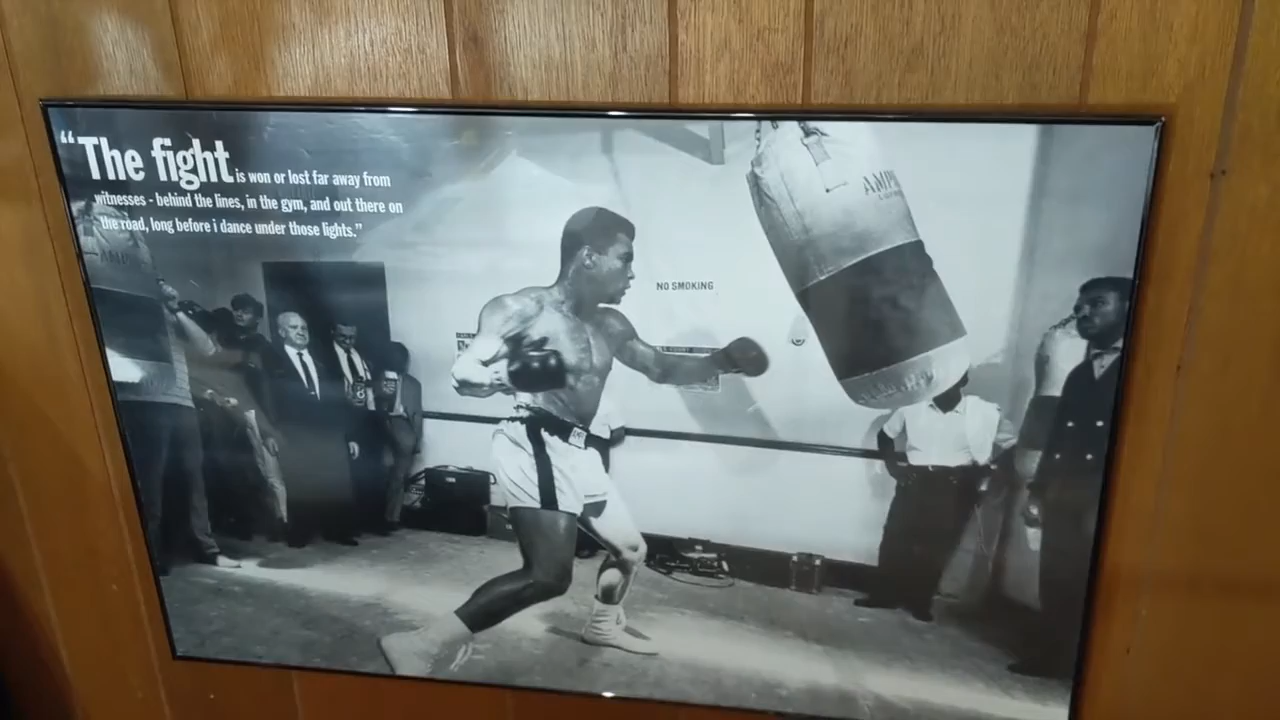 “The fight is won or lost far away from
witnesses - behind the lines, in the gym, and out there on
the road, long before i dance under those lights.”
NO SMOKING